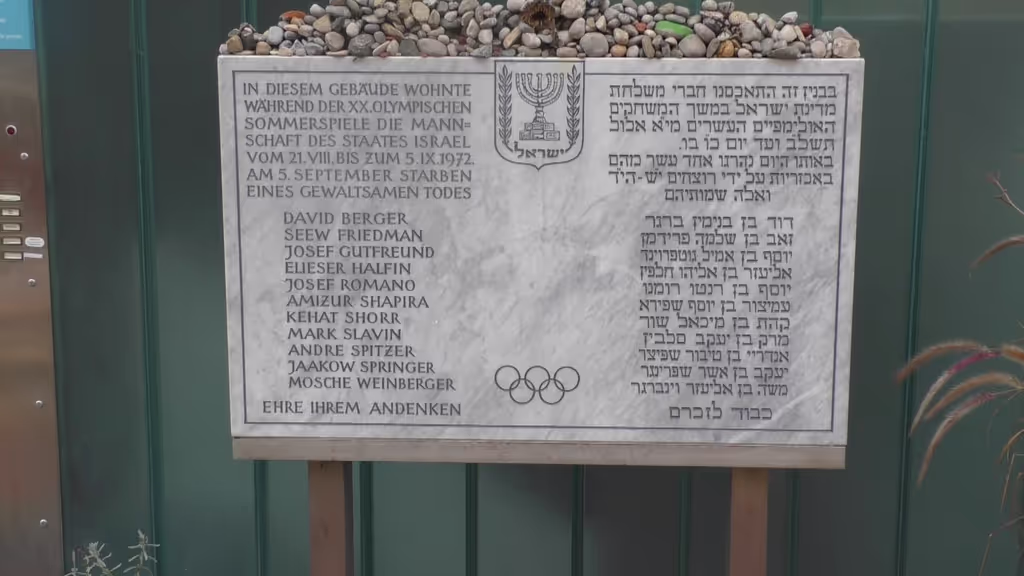 IN DIESEM GEBÄUDE WOHNTE
WÄHREND DER XX.OLYMPISCHEN
SOMMERSPIELE DIE MANN=
SCHAFT DES STAATES ISRAEL
VOM 21.VIII.BIS ZUM 5.IX.1972.
AM 5.SEPTEMBER STARBEN
EINES GEWALTSAMEN TODES
DAVID BERGER
SEEW FRIEDMAN
JOSEF GUTFREUND
ELIESER HALFIN
JOSEF ROMANO
AMIZUR SHAPIRA
KEHAT SHORR
MARK SLAVIN
ANDRE SPITZER
JAAKOW SPRINGER
MOSCHE WEINBERGER
EHRE IHREM ANDENKEN
ישראל
בבנין זה התאכסנו חברי משלחת
מדינת ישראל במשך המשחקים
האולימפיים העשרים מי״א אלול
תשל״ב ועד יום כו בו.
באותו היום נהרגו אחד עשר מהם
באכזריות על ידי רוצחים
ואלה שמותיהם
דוד בן בנימין ברגר
זאב בן שלמה פרידמן
יוסף בן אמיל גוטפרוינד
אליעזר בן אליהו חלפין
יוסף בן רנטו רומנו
עמיצור בן יוסף שפירא
קהת בן מיכאל שור
מרק בן יעקב סלבין
אנדריי בן טיבור שפיצר
יעקב בן אשר שפרינגר
משה בן אליעזר וינברגר
כבוד לזכרם